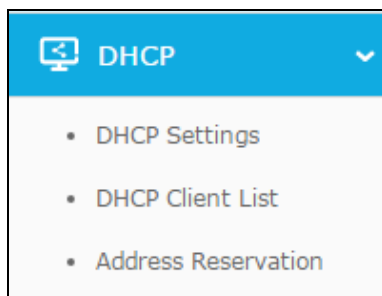 DHCP
• DHCP Settings
• DHCP Client List
• Address Reservation